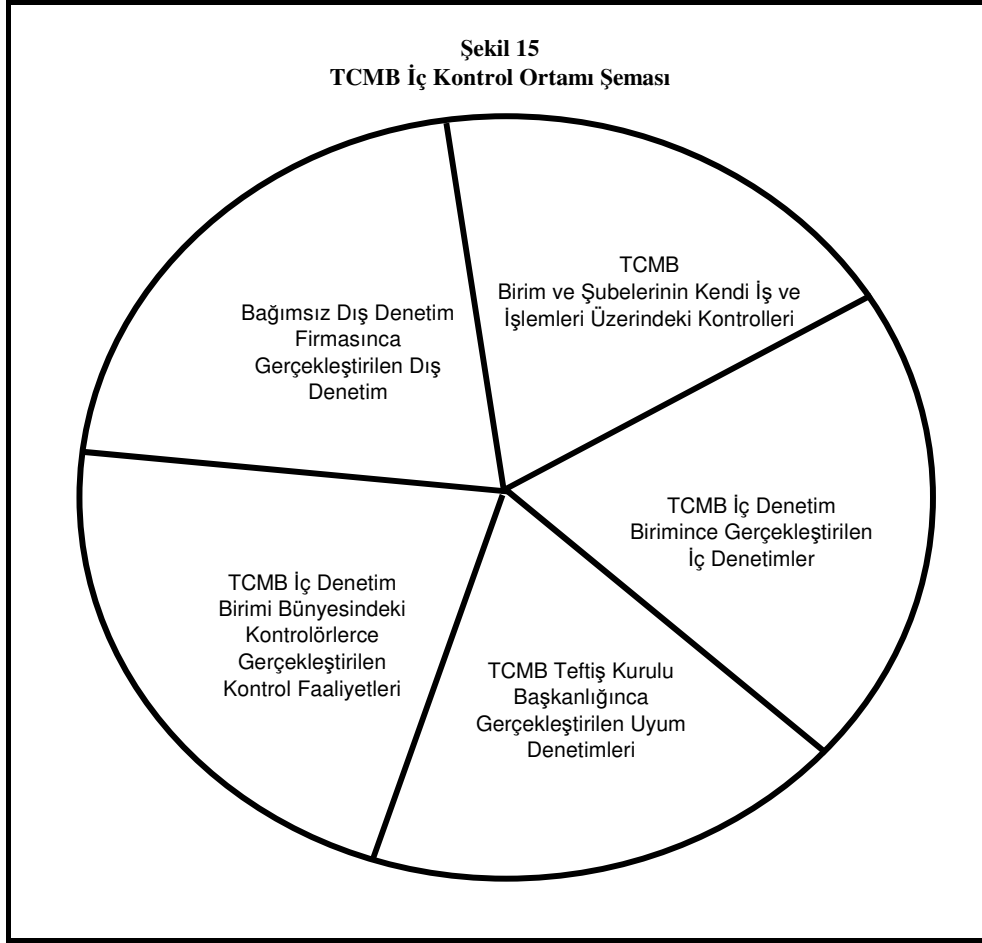 Şekil 15
TCMB İç Kontrol Ortamı Şeması
TCMB
Birim ve Şubelerinin Kendi İş ve
İşlemleri Üzerindeki Kontrolleri
Bağımsız Dış Denetim
Firmasınca
Gerçekleştirilen Dış
Denetim
TCMB İç Denetim
Birimince Gerçekleştirilen
İç Denetimler
TCMB İç Denetim
Birimi Bünyesindeki
Kontrolörlerce
Gerçekleştirilen
Kontrol Faaliyetleri
TCMB Teftiş Kurulu
Başkanlığınca
Gerçekleştirilen Uyum
Denetimleri